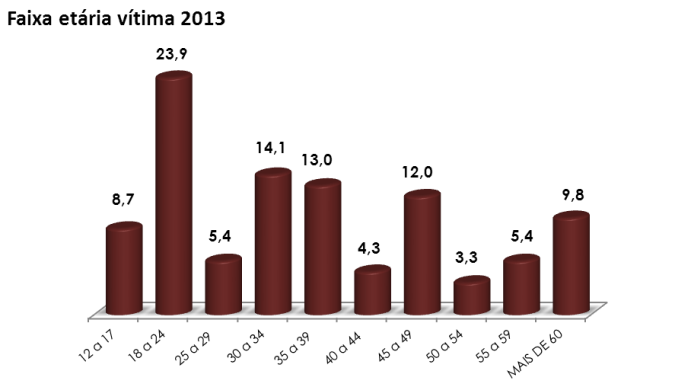 Faixa etária vítima 2013
23,9
14,1
13,0
12,0
9,8
8,7
5,4
5,4
4,3
3,3
12 a 17
18 a 24
25 a 29
30 a 34
35 a 39
40 a 44
45 a 49
50 a 54
55 a 59
MAIS DE 60